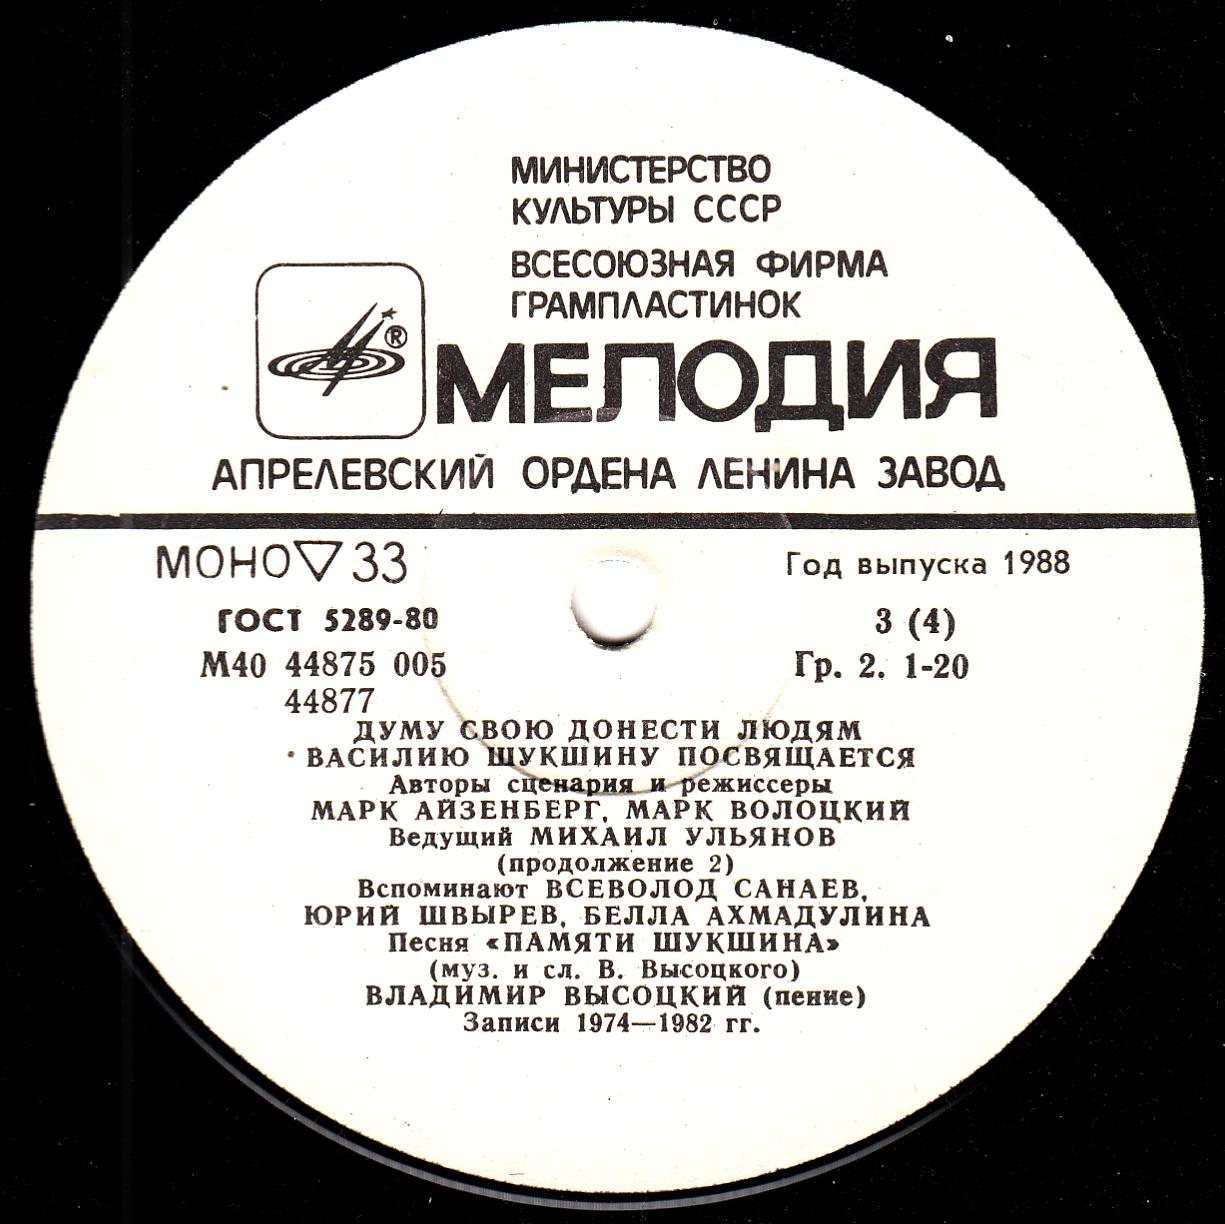 МИНИСТЕРСТВО
КУЛЬТУРЫ СССР
ВСЕСОЮЗНАЯ ФИРМА
ГРАМПЛАСТИНОК
®
МЕЛОДИЯ
АПРЕЛЕВСКИЙ ОРДЕНА ЛЕНИНА ЗАВОД
МОНО ▽ 33
Год выпуска 1988
ГОСТ 5289-80
3 (4)
М40 44875 005
Гр. 2. 1-20
44877
ДУМУ СВОЮ ДОНЕСТИ ЛЮДЯМ
ВАСИЛИЮ ШУКШИНУ ПОСВЯЩАЕТСЯ
Авторы сценария и режиссеры
МАРК АЙЗЕНБЕРГ, МАРК ВОЛОЦКИЙ
Ведущий МИХАИЛ УЛЬЯНОВ
(продолжение 2)
Вспоминают ВСЕВОЛОД САНАЕВ,
ЮРИЙ ШВЫРЕВ, БЕЛЛА АХМАДУЛИНА
Песня «ПАМЯТИ ШУКШИНА»
(муз. и сл. В. Высоцкого)
ВЛАДИМИР ВЫСОЦКИЙ (пение)
Записи 1974—1982 гг.